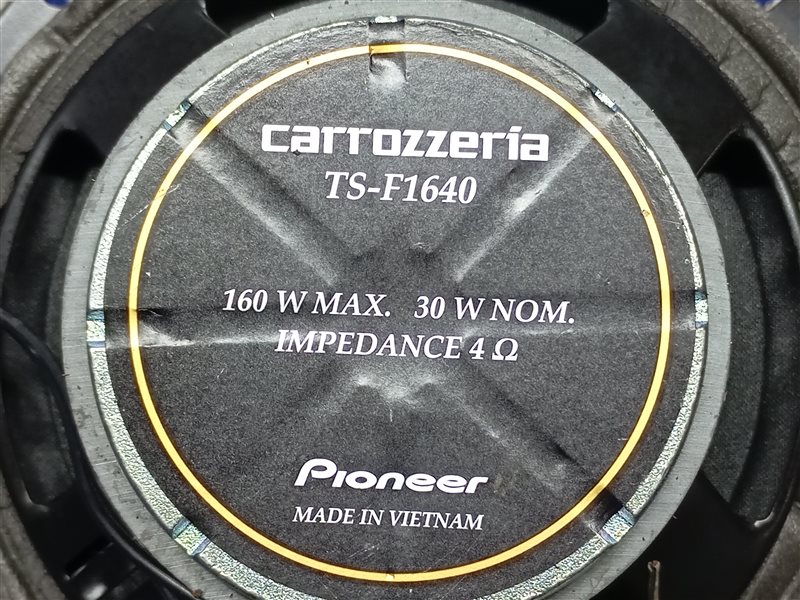 carrozzeria
TS-F1640
160 W MAX. 30 W NOM.
IMPEDANCE 4 Ω
Pioneer
MADE IN VIETNAM